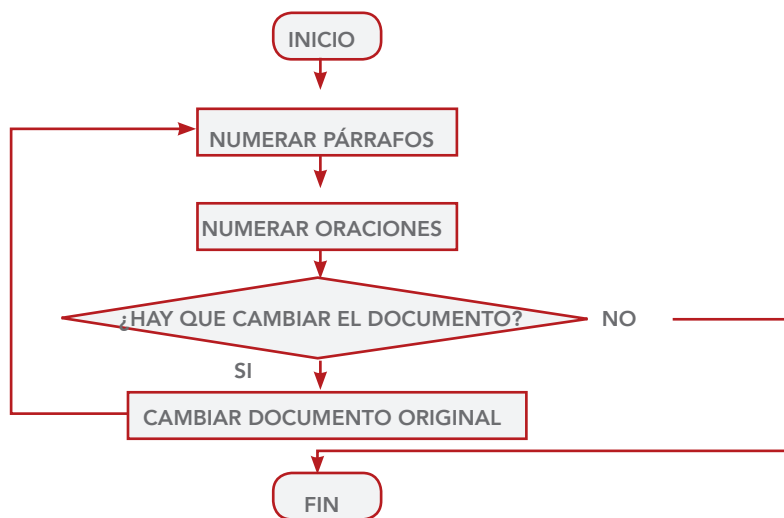 INICIO
NUMERAR PÁRRAFOS
NUMERAR ORACIONES
¿HAY QUE CAMBIAR EL DOCUMENTO?
NO
SI
CAMBIAR DOCUMENTO ORIGINAL
FIN